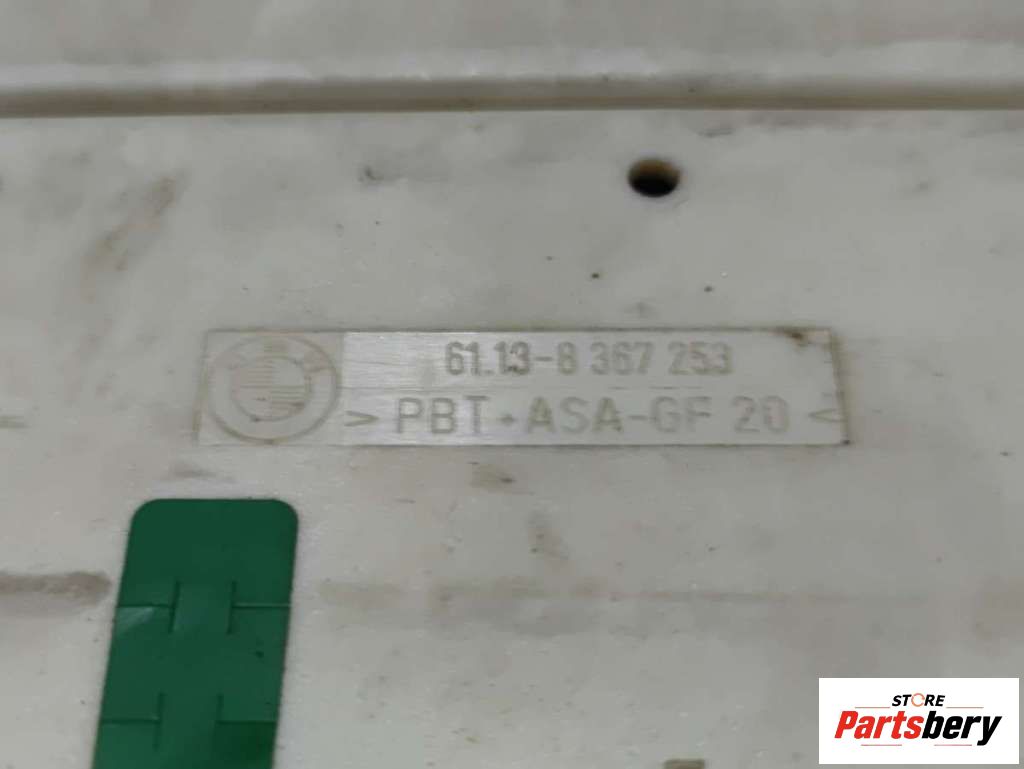 61.13-8 367 253
> PBT+ASA-GF 20 <
STORE
Partsbery